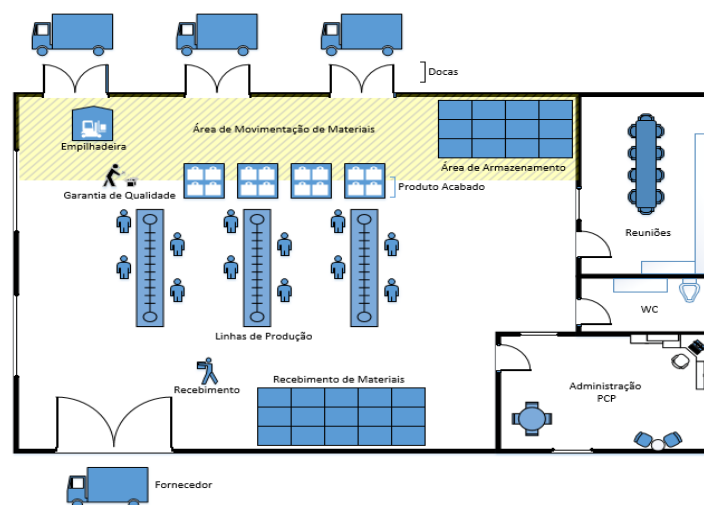 Docas
Área de Movimentação de Materiais
Empilhadeira
Área de Armazenamento
Garantia de Qualidade
Produto Acabado
Reuniões
WC
Linhas de Produção
Recebimento
Recebimento de Materiais
Administração
PCP
Fornecedor